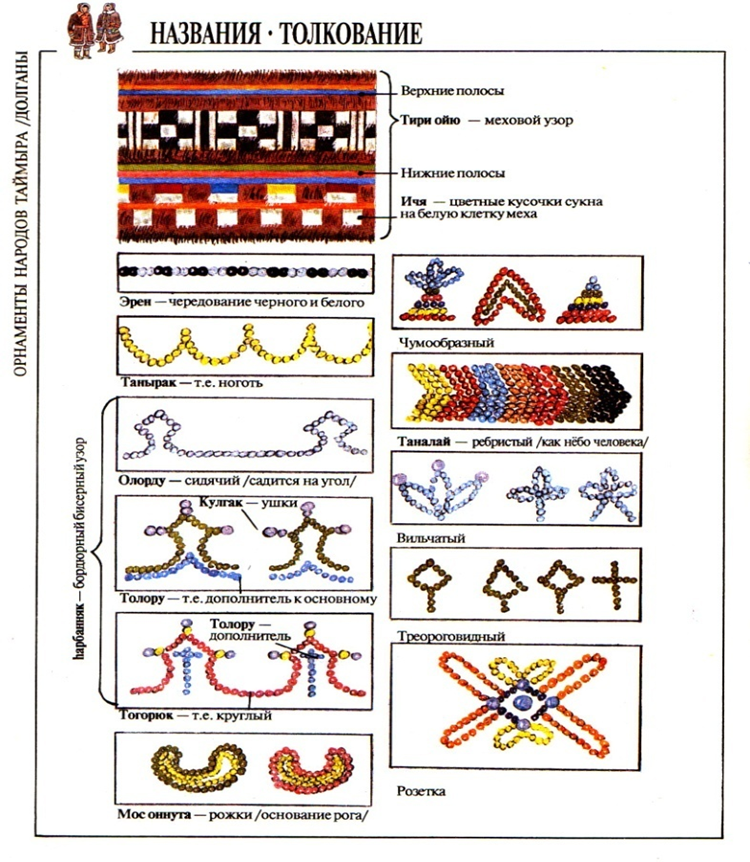 НАЗВАНИЯ · ТОЛКОВАНИЕ
ОРНАМЕНТЫ НАРОДОВ ТАЙМЫРА /ДОЛГАНЫ
Верхние полосы
Тири ойю — меховой узор
Нижние полосы
Ичя — цветные кусочки сукна
на белую клетку меха
Эрен — чередование черного и белого
Танырак — т.е. ноготь
һарбанняк — бордюрный бисерный узор
Олорду — сидячий /садится на угол/
Кулгак — ушки
Толору — т.е. дополнитель к основному
Толору —
дополнитель
Тогорюк — т.е. круглый
Мос оннута — рожки /основание рога/
Чумообразный
Таналай — ребристый /как нёбо человека/
Вильчатый
Треороговидный
Розетка